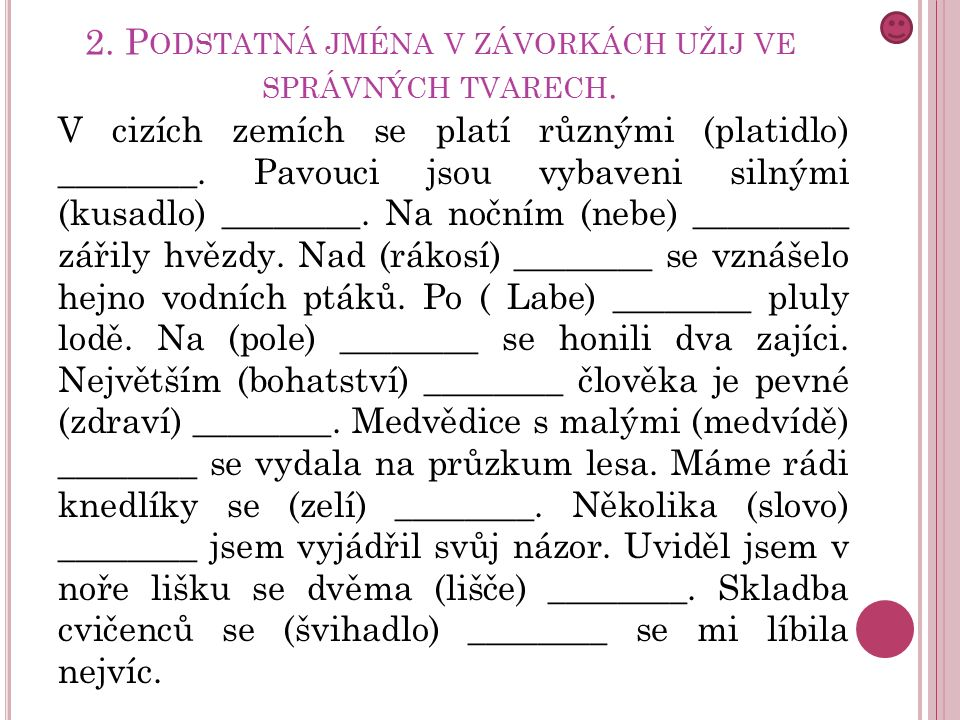 2. Podstatná jména v závorkách užij ve
správných tvarech.
V cizích zemích se platí různými (platidlo)
________. Pavouci jsou vybaveni silnými
(kusadlo) ________. Na nočním (nebe) _________
zářily hvězdy. Nad (rákosí) ________ se vznášelo
hejno vodních ptáků. Po ( Labe) ________ pluly
lodě. Na (pole) ________ se honili dva zajíci.
Největším (bohatství) ________ člověka je pevné
(zdraví) ________. Medvědice s malými (medvídě)
________ se vydala na průzkum lesa. Máme rádi
knedlíky se (zelí) ________. Několika (slovo)
________ jsem vyjádřil svůj názor. Uviděl jsem v
noře lišku se dvěma (lišče) ________. Skladba
cvičenců se (švihadlo) ________ se mi líbila
nejvíc.